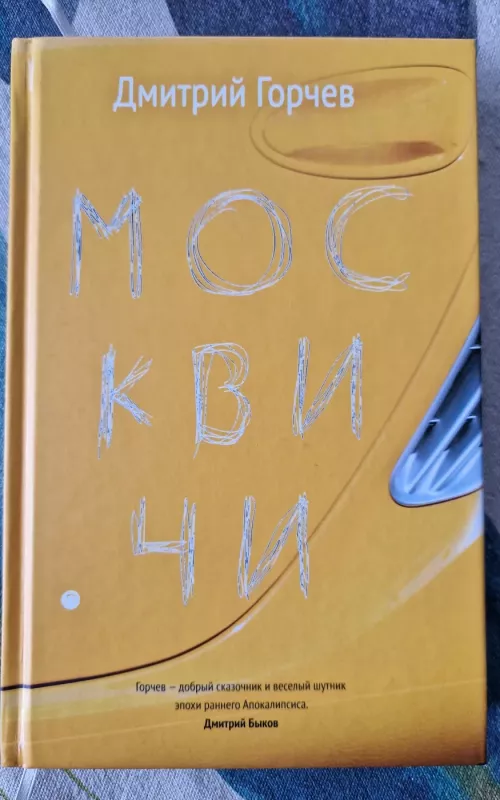 Дмитрий Горчев
МОС
КВИ
ЧИ
Горчев — добрый сказочник и веселый шутник
эпохи раннего Апокалипсиса.
Дмитрий Быков